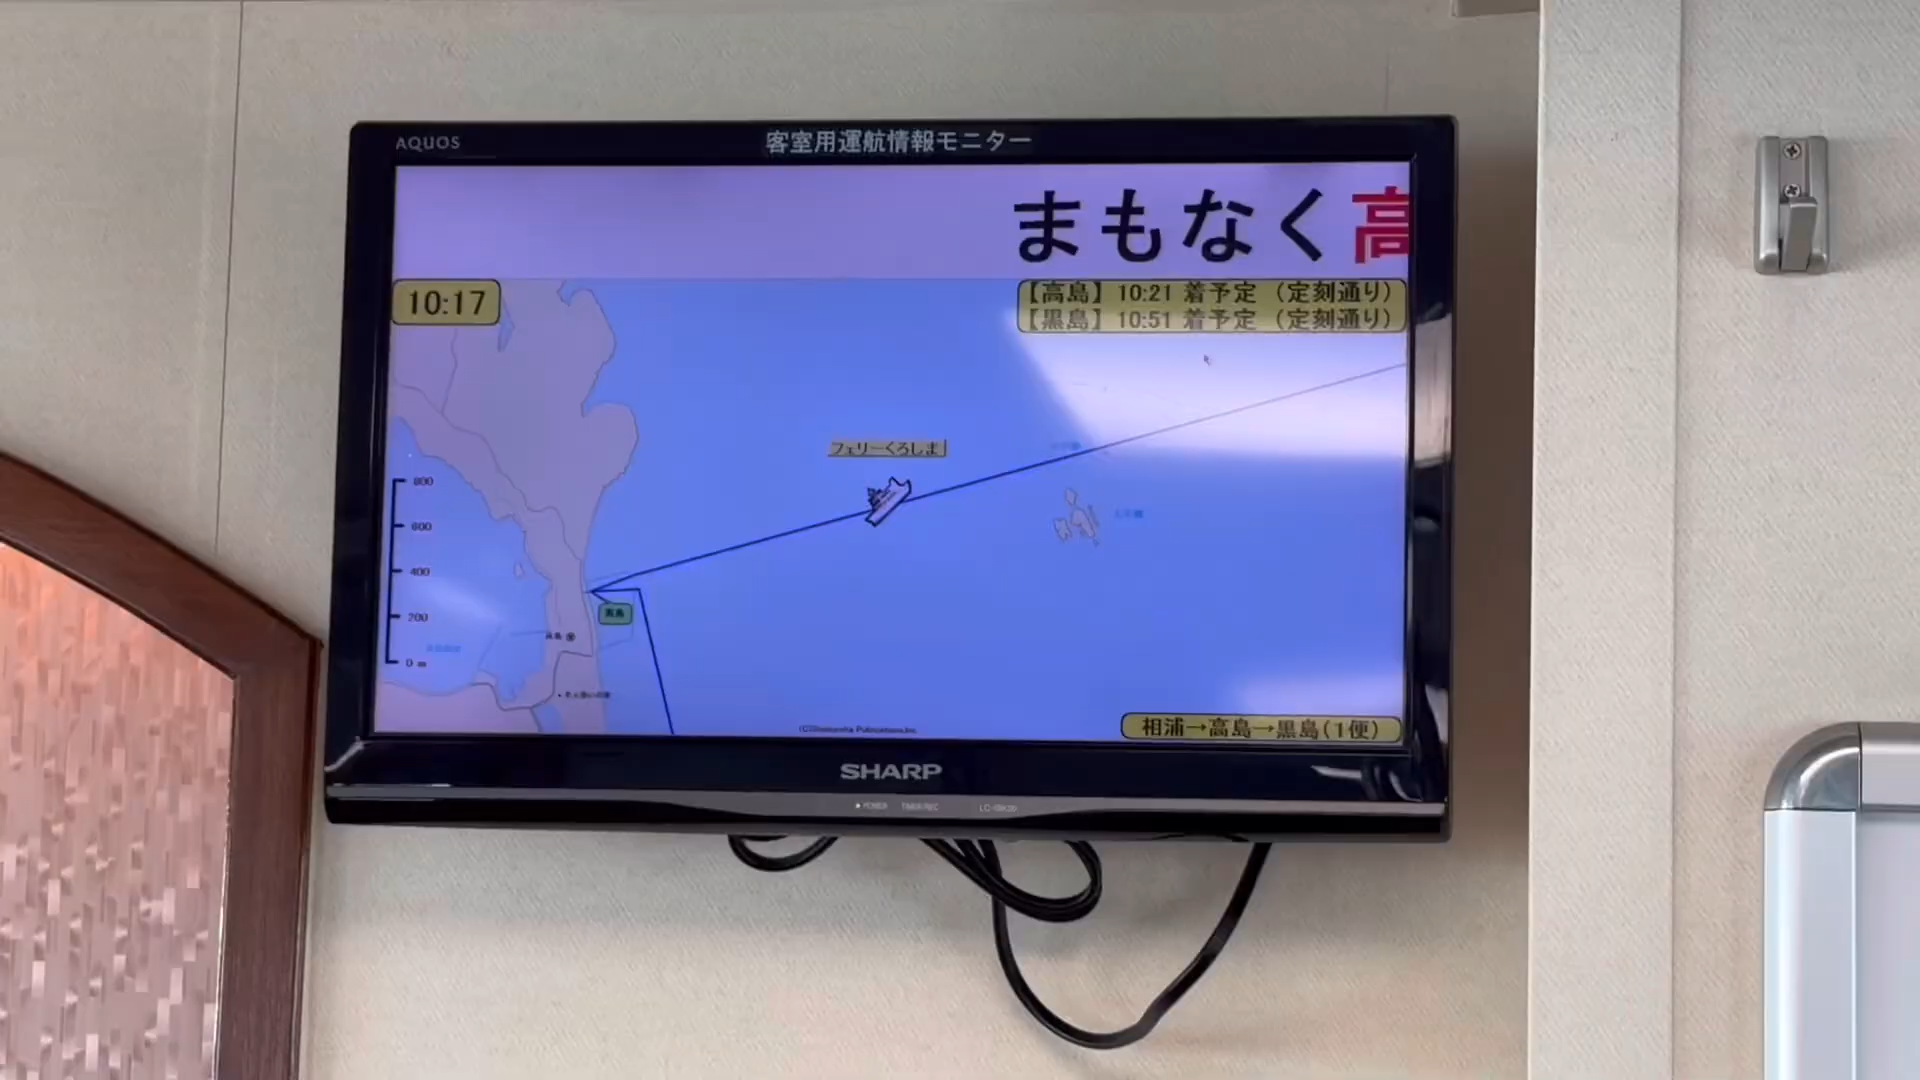 AQUOS
客室用運航情報モニター
まもなく高
10:17
【高島】 10:21 着予定 (定刻通り)
【黒島】 10:51 着予定 (定刻通り)
フェリーくろしま
800
600
400
200
0 m
高島
相浦→高島→黒島(1便)
SHARP
POWER